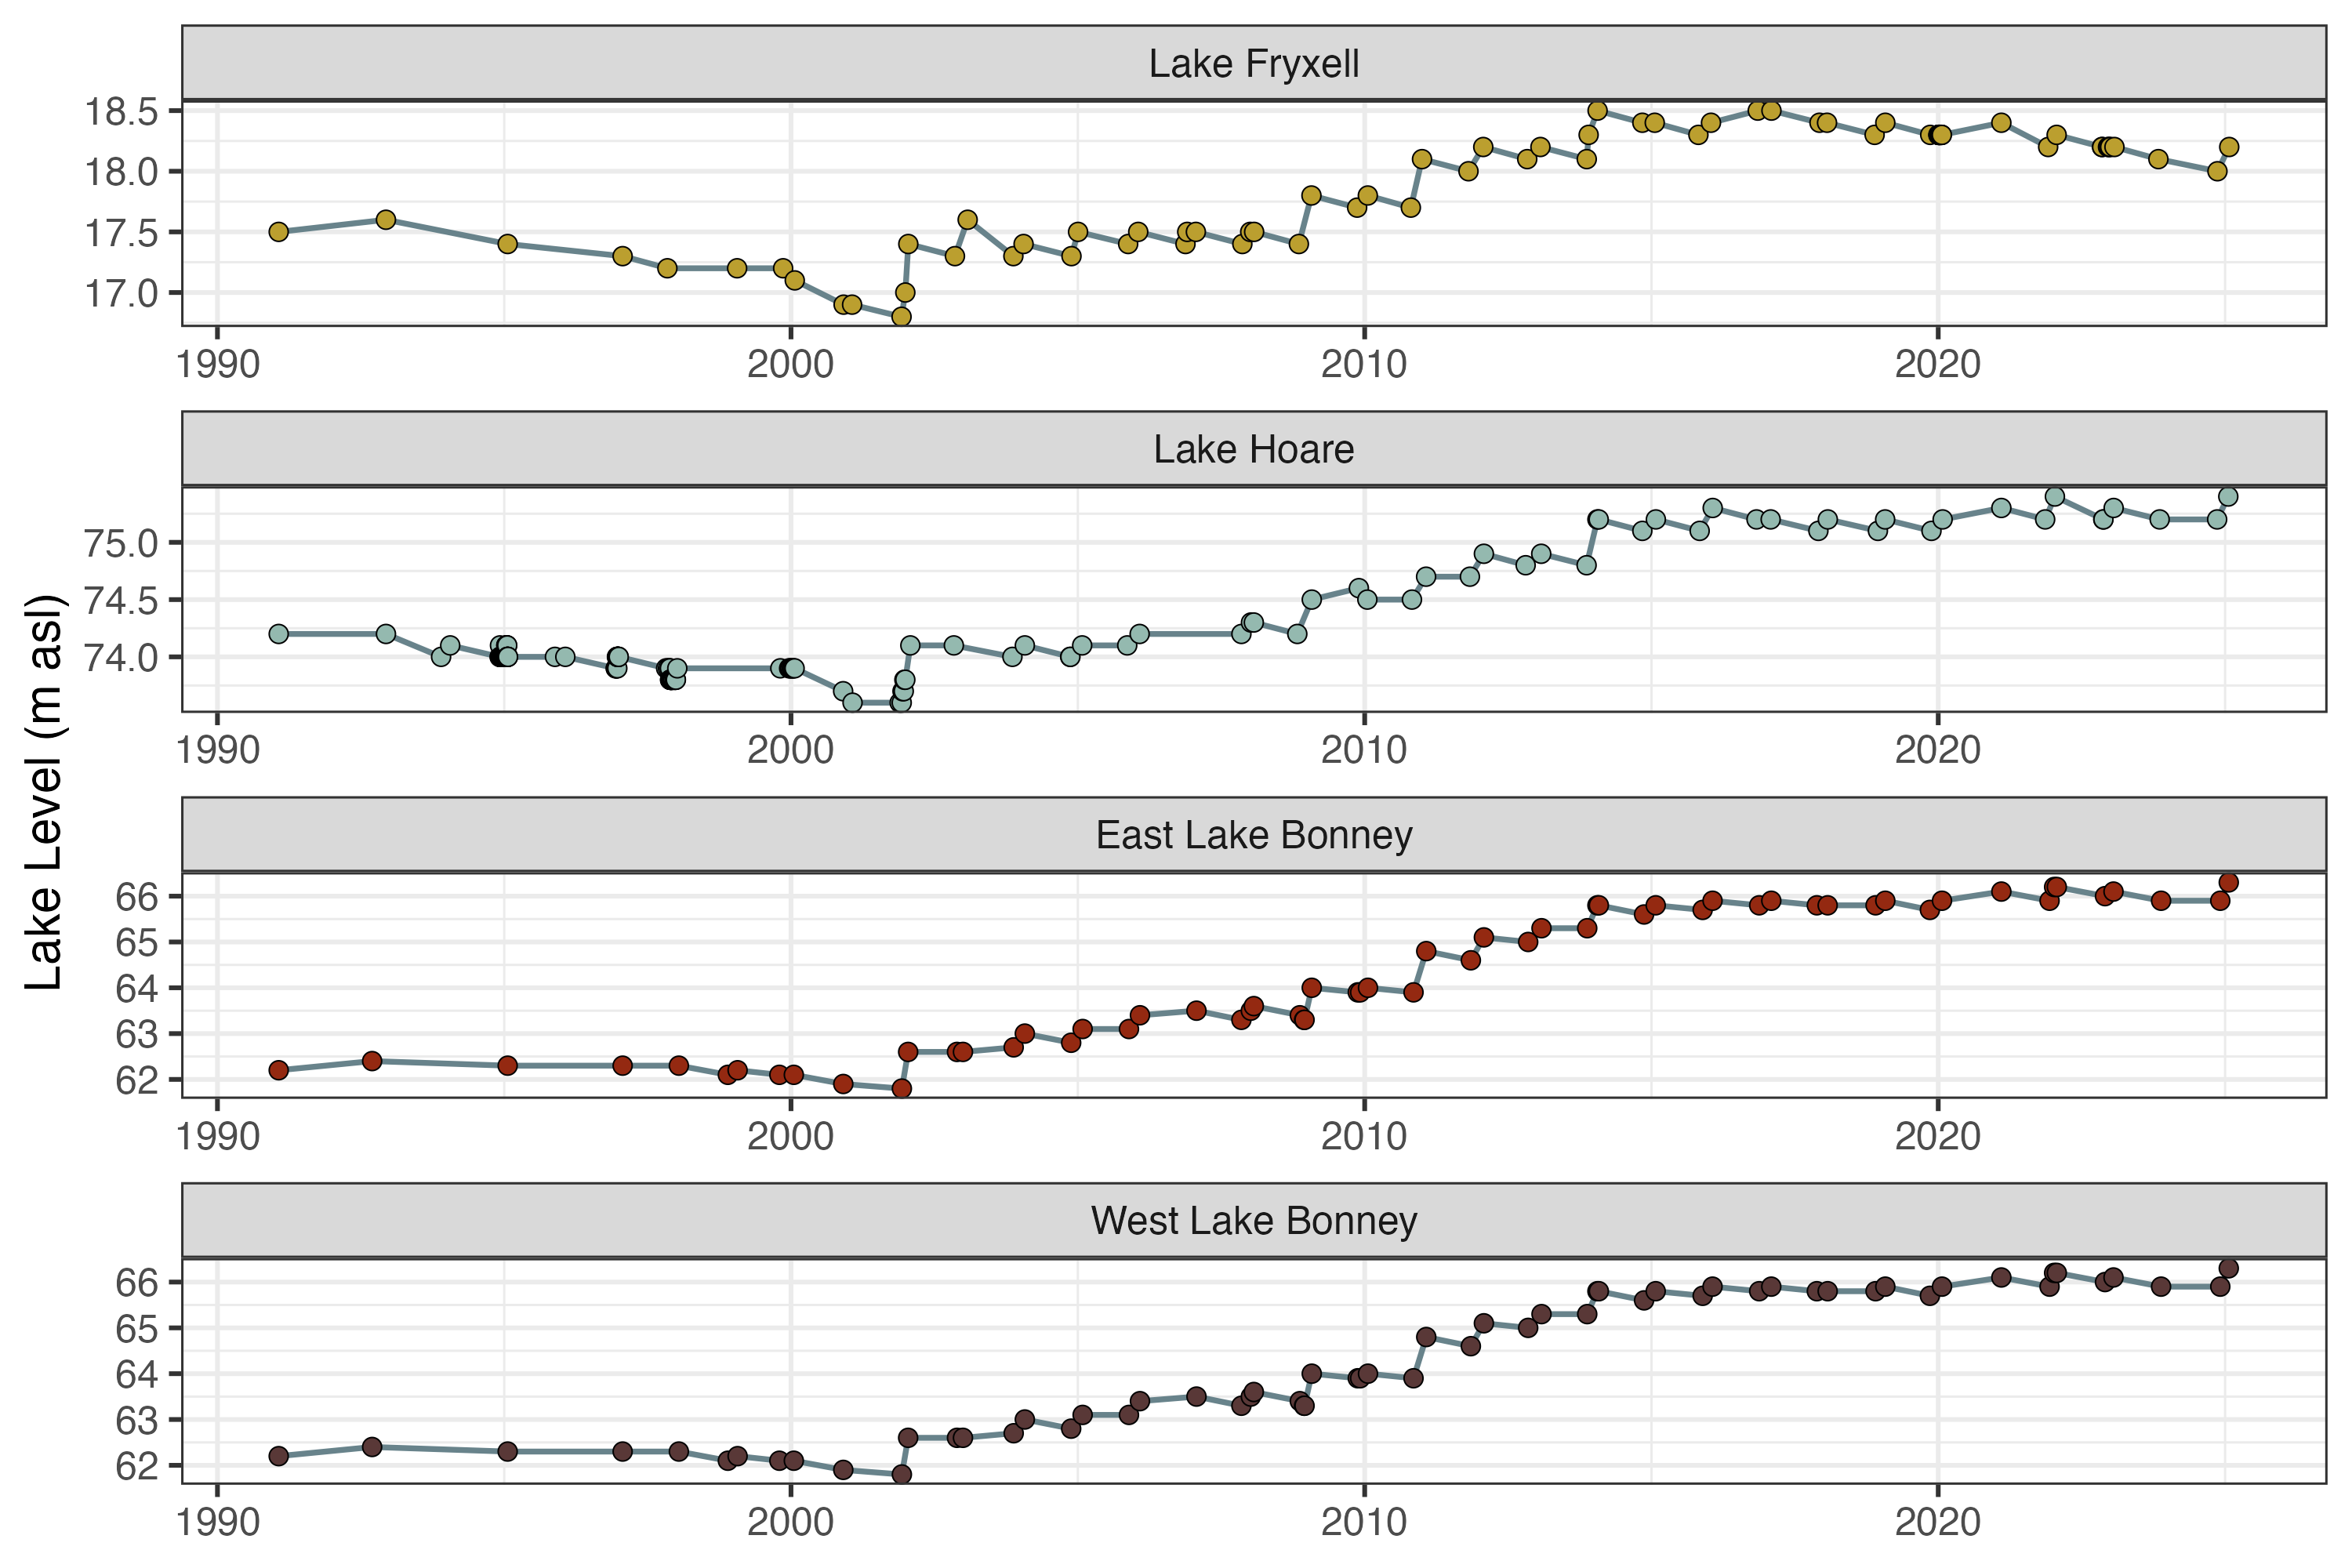 Lake Fryxell
18.5
18.0
17.5
17.0
1990 2000 2010 2020
Lake Hoare
75.0
74.5
74.0
1990 2000 2010 2020
East Lake Bonney
66
65
64
63
62
1990 2000 2010 2020
West Lake Bonney
66
65
64
63
62
1990 2000 2010 2020
Lake Level (m asl)